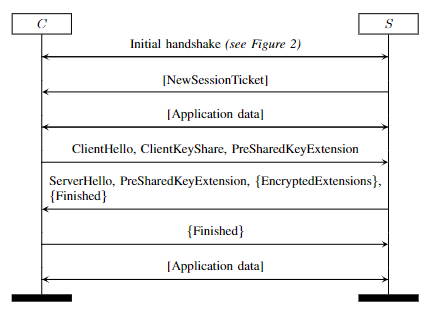 C S
Initial handshake (see Figure 2)
[NewSessionTicket]
[Application data]
ClientHello, ClientKeyShare, PreSharedKeyExtension
ServerHello, PreSharedKeyExtension, {EncryptedExtensions},
{Finished}
{Finished}
[Application data]